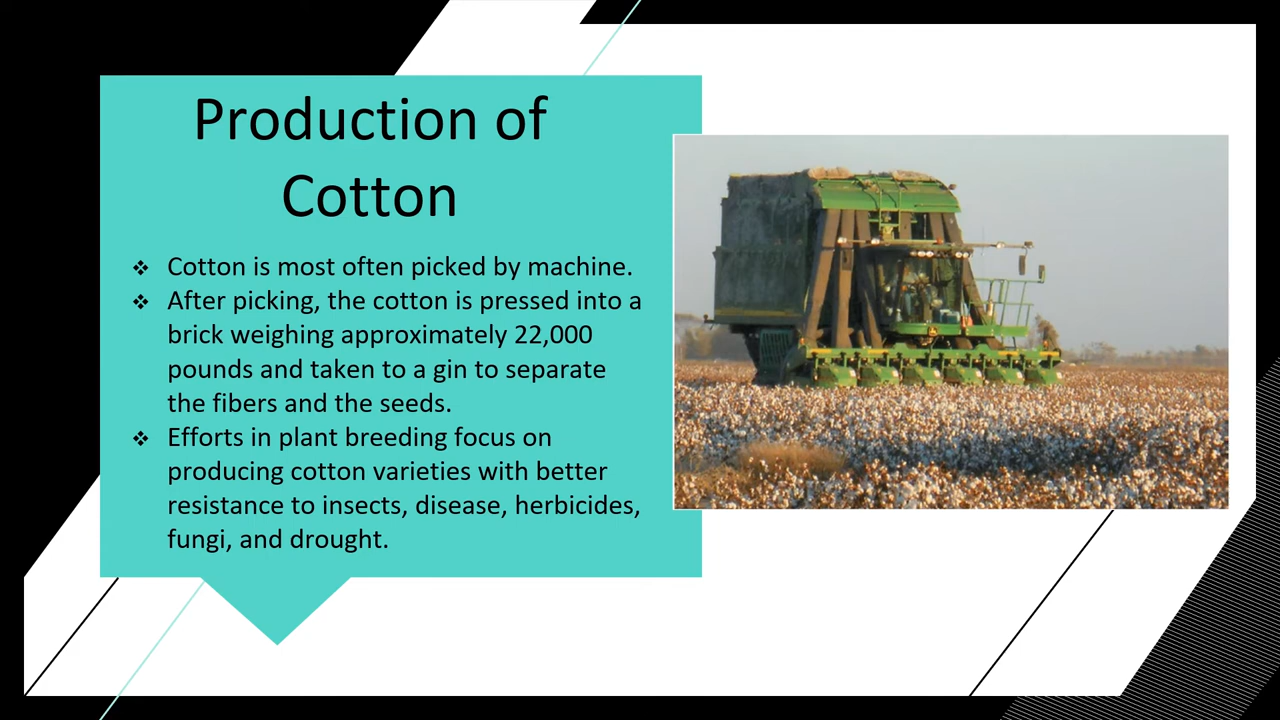 Production of
Cotton
❖ Cotton is most often picked by machine.
❖ After picking, the cotton is pressed into a
brick weighing approximately 22,000
pounds and taken to a gin to separate
the fibers and the seeds.
❖ Efforts in plant breeding focus on
producing cotton varieties with better
resistance to insects, disease, herbicides,
fungi, and drought.